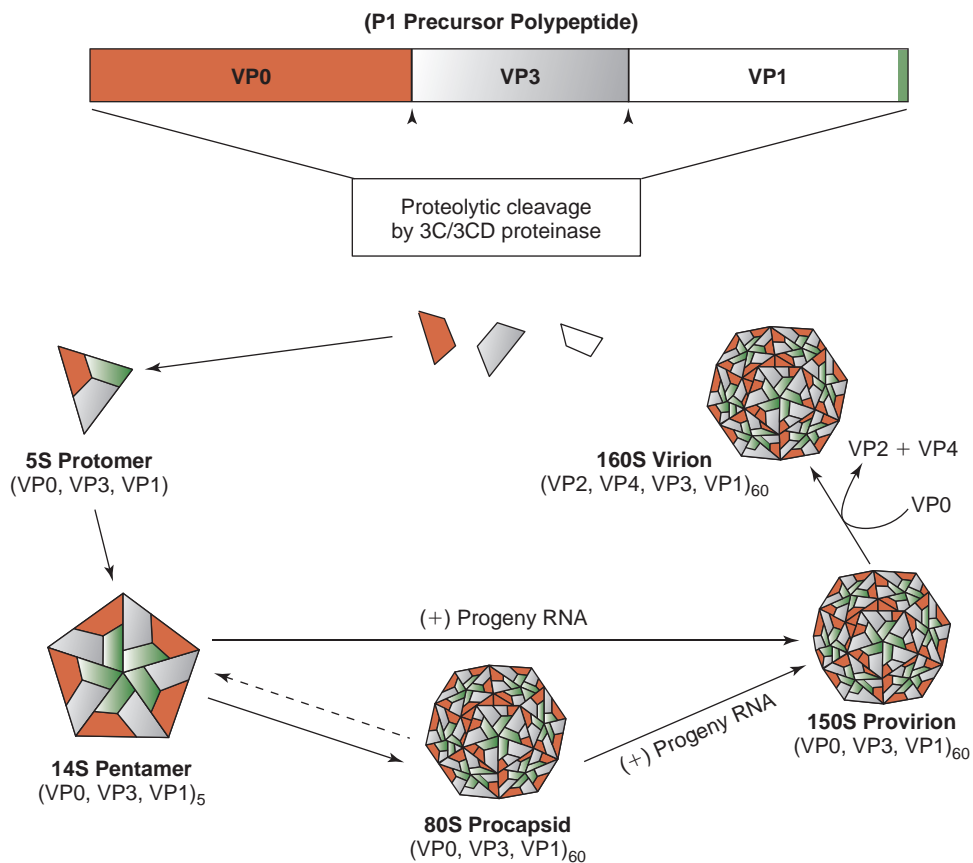 (P1 Precursor Polypeptide)
VP0 VP3 VP1
Proteolytic cleavage
by 3C/3CD proteinase
5S Protomer
(VP0, VP3, VP1)
160S Virion
(VP2, VP4, VP3, VP1)60
VP2 + VP4
VP0
(+) Progeny RNA
14S Pentamer
(VP0, VP3, VP1)5
80S Procapsid
(VP0, VP3, VP1)60
(+) Progeny RNA
150S Provirion
(VP0, VP3, VP1)60